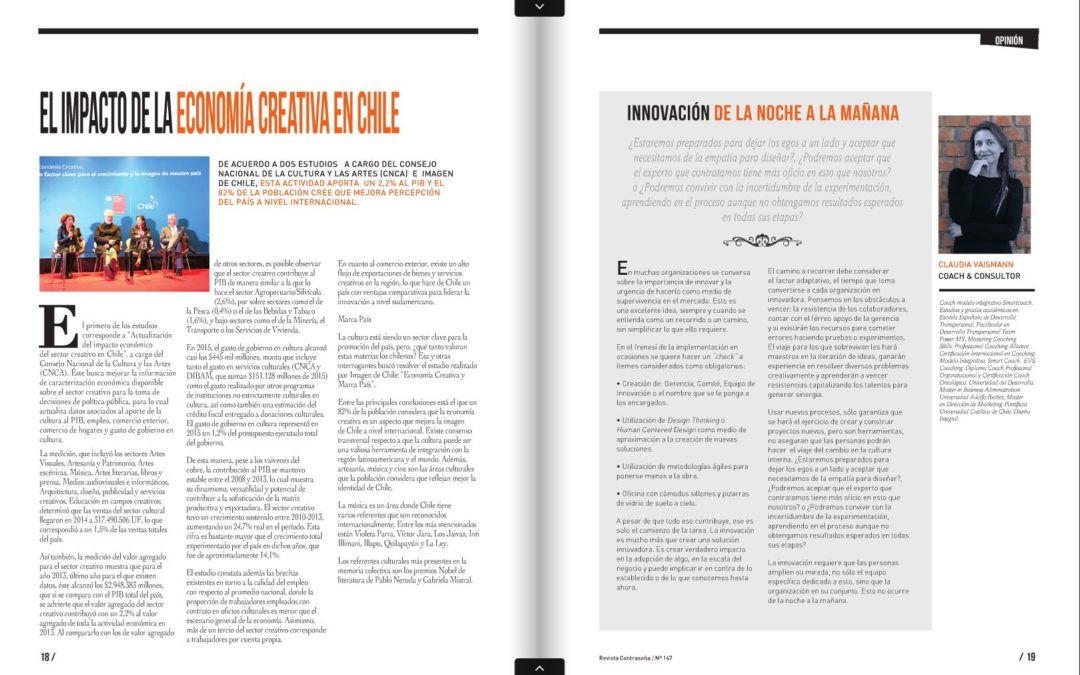 EL IMPACTO DE LA ECONOMÍA CREATIVA EN CHILE
Economía Creativa,
factor clave para el crecimiento y la imagen de nuestro país
Chile
DE ACUERDO A DOS ESTUDIOS A CARGO DEL CONSEJO
NACIONAL DE LA CULTURA Y LAS ARTES (CNCA) E IMAGEN
DE CHILE, ESTA ACTIVIDAD APORTA UN 2,2% AL PIB Y EL
82% DE LA POBLACIÓN CREE QUE MEJORA PERCEPCIÓN
DEL PAÍS A NIVEL INTERNACIONAL.
El primero de los estudios
corresponde a "Actualización
del impacto económico
del sector creativo en Chile", a cargo del
Consejo Nacional de la Cultura y las Artes
(CNCA). Éste busca mejorar la información
de caracterización económica disponible
sobre el sector creativo para la toma de
decisiones de política pública, para lo cual
actualiza datos asociados al aporte de la
cultura al PIB, empleo, comercio exterior,
comercio de hogares y gasto de gobierno en
cultura.
La medición, que incluyó los sectores Artes
Visuales, Artesanía y Patrimonio, Artes
escénicas, Música, Artes literarias, libros y
prensa, Medios audiovisuales e informáticos,
Arquitectura, diseño, publicidad y servicios
creativos, Educación en campos creativos;
determinó que las ventas del sector cultural
llegaron en 2014 a 317.490.506 UF, lo que
correspondió a un 1,5% de las ventas totales
del país.
Así también, la medición del valor agregado
para el sector creativo muestra que para el
año 2013, último año para el que existen
datos, éste alcanzó los $2.948.383 millones,
que si se compara con el PIB total del país,
se advierte que el valor agregado del sector
creativo contribuyó con un 2,2% al valor
agregado de toda la actividad económica en
2013. Al compararlo con los de valor agregado
de otros sectores, es posible observar
que el sector creativo contribuye al
PIB de manera similar a la que lo
hace el sector Agropecuario/Silvícola
(2,6%), por sobre sectores como el de
la Pesca (0,4%) o el de las Bebidas y Tabaco
(1,6%), y bajo sectores como el de la Minería, el
Transporte o los Servicios de Vivienda.
En 2015, el gasto de gobierno en cultura alcanzó
casi los $445 mil millones, monto que incluye
tanto el gasto en servicios culturales (CNCA y
DIBAM, que suman $151.128 millones de 2015)
como el gasto realizado por otros programas
de instituciones no estrictamente culturales en
cultura, así como también una estimación del
crédito fiscal entregado a donaciones culturales.
El gasto de gobierno en cultura representó en
2015 un 1,2% del presupuesto ejecutado total
del gobierno.
De esta manera, pese a los vaivenes del
cobre, la contribución al PIB se mantuvo
estable entre el 2008 y 2013, lo cual muestra
su dinamismo, versatilidad y potencial de
contribuir a la sofisticación de la matriz
productiva y exportadora. El sector creativo
tuvo un crecimiento sostenido entre 2010-2013,
aumentando un 24,7% real en el período. Esta
cifra es bastante mayor que el crecimiento total
experimentado por el país en dichos años, que
fue de aproximadamente 14,1%.
El estudio constata además las brechas
existentes en torno a la calidad del empleo
con respecto al promedio nacional, donde la
proporción de trabajadores empleados con
contrato en oficios culturales es menor que el
escenario general de la economía. Asimismo,
más de un tercio del sector creativo corresponde
a trabajadores por cuenta propia.
En cuanto al comercio exterior, existe un alto
flujo de exportaciones de bienes y servicios
creativos en la región, lo que hace de Chile un
país con ventajas comparativas para liderar la
innovación a nivel sudamericano.
Marca País
La cultura está siendo un sector clave para la
promoción del país, pero, ¿qué tanto valoran
estas materias los chilenos? Esa y otras
interrogantes buscó resolver el estudio realizado
por Imagen de Chile: "Economía Creativa y
Marca País".
Entre las principales conclusiones está el que un
82% de la población considera que la economía
creativa es un aspecto que mejora la imagen
de Chile a nivel internacional. Existe consenso
transversal respecto a que la cultura puede ser
una valiosa herramienta de integración con la
región latinoamericana y el mundo. Además,
artesanía, música y cine son las áreas culturales
que la población considera que reflejan mejor la
identidad de Chile.
La música es un área donde Chile tiene
varios referentes que son reconocidos
internacionalmente. Entre los más mencionados
están Violeta Parra, Víctor Jara, Los Jaivas, Inti
Illimani, Illapu, Quilapayún y La Ley.
Los referentes culturales más presentes en la
memoria colectiva son los premios Nobel de
literatura de Pablo Neruda y Gabriela Mistral.
18 /
OPINIÓN
INNOVACIÓN DE LA NOCHE A LA MAÑANA
¿Estaremos preparados para dejar los egos a un lado y aceptar que
necesitamos de la empatía para diseñar?, ¿Podremos aceptar que
el experto que contratamos tiene más oficio en esto que nosotros?
o ¿Podremos convivir con la incertidumbre de la experimentación,
aprendiendo en el proceso aunque no obtengamos resultados esperados
en todas sus etapas?
En muchas organizaciones se conversa
sobre la importancia de innovar y la
urgencia de hacerlo como medio de
supervivencia en el mercado. Esto es
una excelente idea, siempre y cuando se
entienda como un recorrido o un camino,
sin simplificar lo que ello requiere.
En el frenesí de la implementación en
ocasiones se quiere hacer un "check" a
ítemes considerados como obligatorios:
• Creación de: Gerencia, Comité, Equipo de
Innovación o el nombre que se le ponga a
los encargados.
• Utilización de Design Thinking o
Human Centered Design como medio de
aproximación a la creación de nuevas
soluciones.
• Utilización de metodologías ágiles para
ponerse manos a la obra.
• Oficina con cómodos sillones y pizarras
de vidrio de suelo a cielo.
A pesar de que todo eso contribuye, ese es
solo el comienzo de la tarea. La innovación
es mucho más que crear una solución
innovadora. Es crear verdadero impacto
en la adopción de algo, en la escala del
negocio y puede implicar ir en contra de lo
establecido o de lo que conocemos hasta
ahora.
El camino a recorrer debe considerar
el factor adaptativo, el tiempo que toma
convertirse a cada organización en
innovadora. Pensemos en los obstáculos a
vencer: la resistencia de los colaboradores,
contar con el férreo apoyo de la gerencia
y si existirán los recursos para cometer
errores haciendo pruebas o experimentos.
El viaje para los que sobrevivan les hará
maestros en la iteración de ideas, ganarán
experiencia en resolver diversos problemas
creativamente y aprenderán a vencer
resistencias capitalizando los talentos para
generar sinergia.
Usar nuevos procesos, sólo garantiza que
se hará el ejercicio de crear y construir
proyectos nuevos, pero son herramientas,
no aseguran que las personas podrán
hacer el viaje del cambio en la cultura
interna. ¿Estaremos preparados para
dejar los egos a un lado y aceptar que
necesitamos de la empatía para diseñar?,
¿Podremos aceptar que el experto que
contratamos tiene más oficio en esto que
nosotros? o ¿Podremos convivir con la
incertidumbre de la experimentación,
aprendiendo en el proceso aunque no
obtengamos resultados esperados en todas
sus etapas?
La innovación requiere que las personas
amplíen su mirada, no sólo el equipo
específico dedicado a esto, sino que la
organización en su conjunto. Esto no ocurre
de la noche a la mañana.
CLAUDIA VAISMANN
COACH & CONSULTOR
Coach modelo integrativo Smartcoach.
Estudios y grados académicos en
Escuela Española de Desarrollo
Transpersonal. Facilitador en
Desarrollo Transpersonal Team
Power MX, Mastering Coaching
Skills, Professional Coaching Alliance,
Certificación Internacional en Coaching
Modelo Integrativo, Smart Coach. EVS
Coaching, Diploma Coach Profesional
Organizacional y Certificación Coach
Ontológico, Universidad del Desarrollo,
Master in Business Administration
Universidad Adolfo Ibañez, Master
en Dirección de Marketing, Pontificia
Universidad Católica de Chile, Diseño
Integral.
Revista Contraseña / Nº 147
/ 19